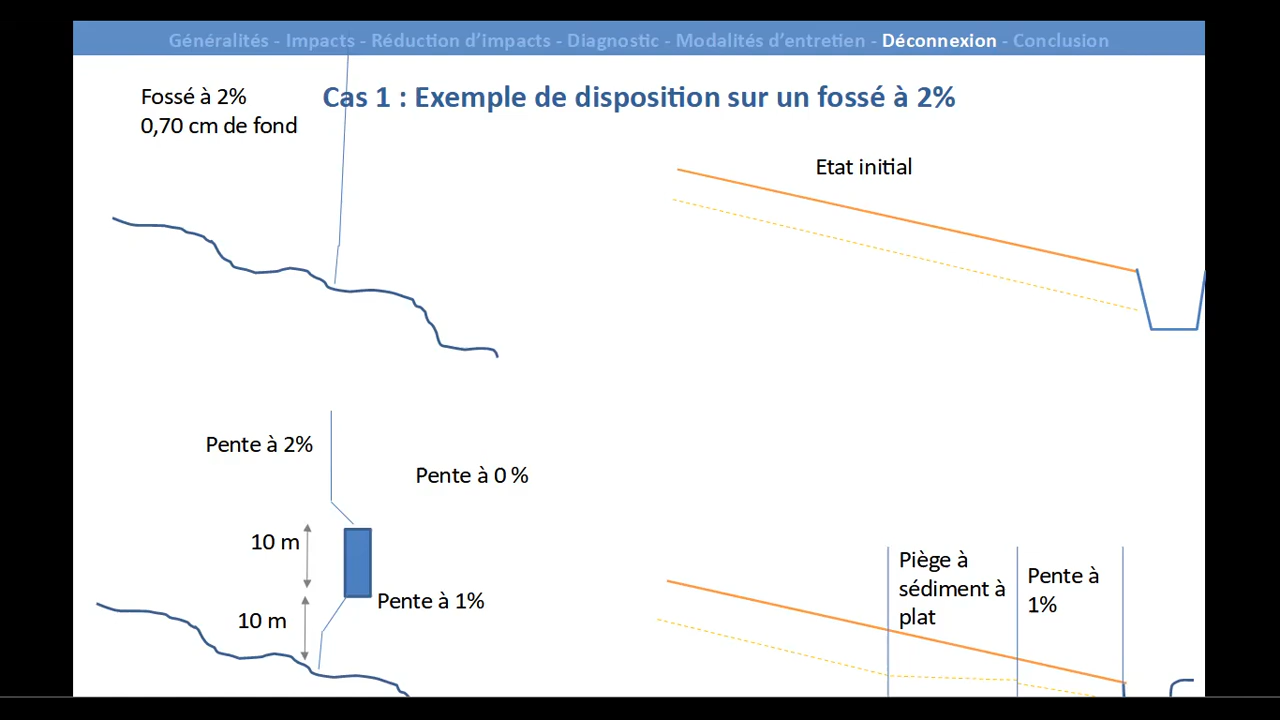 Généralités - Impacts - Réduction d'impacts - Diagnostic - Modalités d'entretien - Déconnexion - Conclusion
Cas 1 : Exemple de disposition sur un fossé à 2%
Fossé à 2%
0,70 cm de fond
Etat initial
Pente à 2%
Pente à 0 %
10 m
Pente à 1%
10 m
Piège à
sédiment à
plat
Pente à
1%